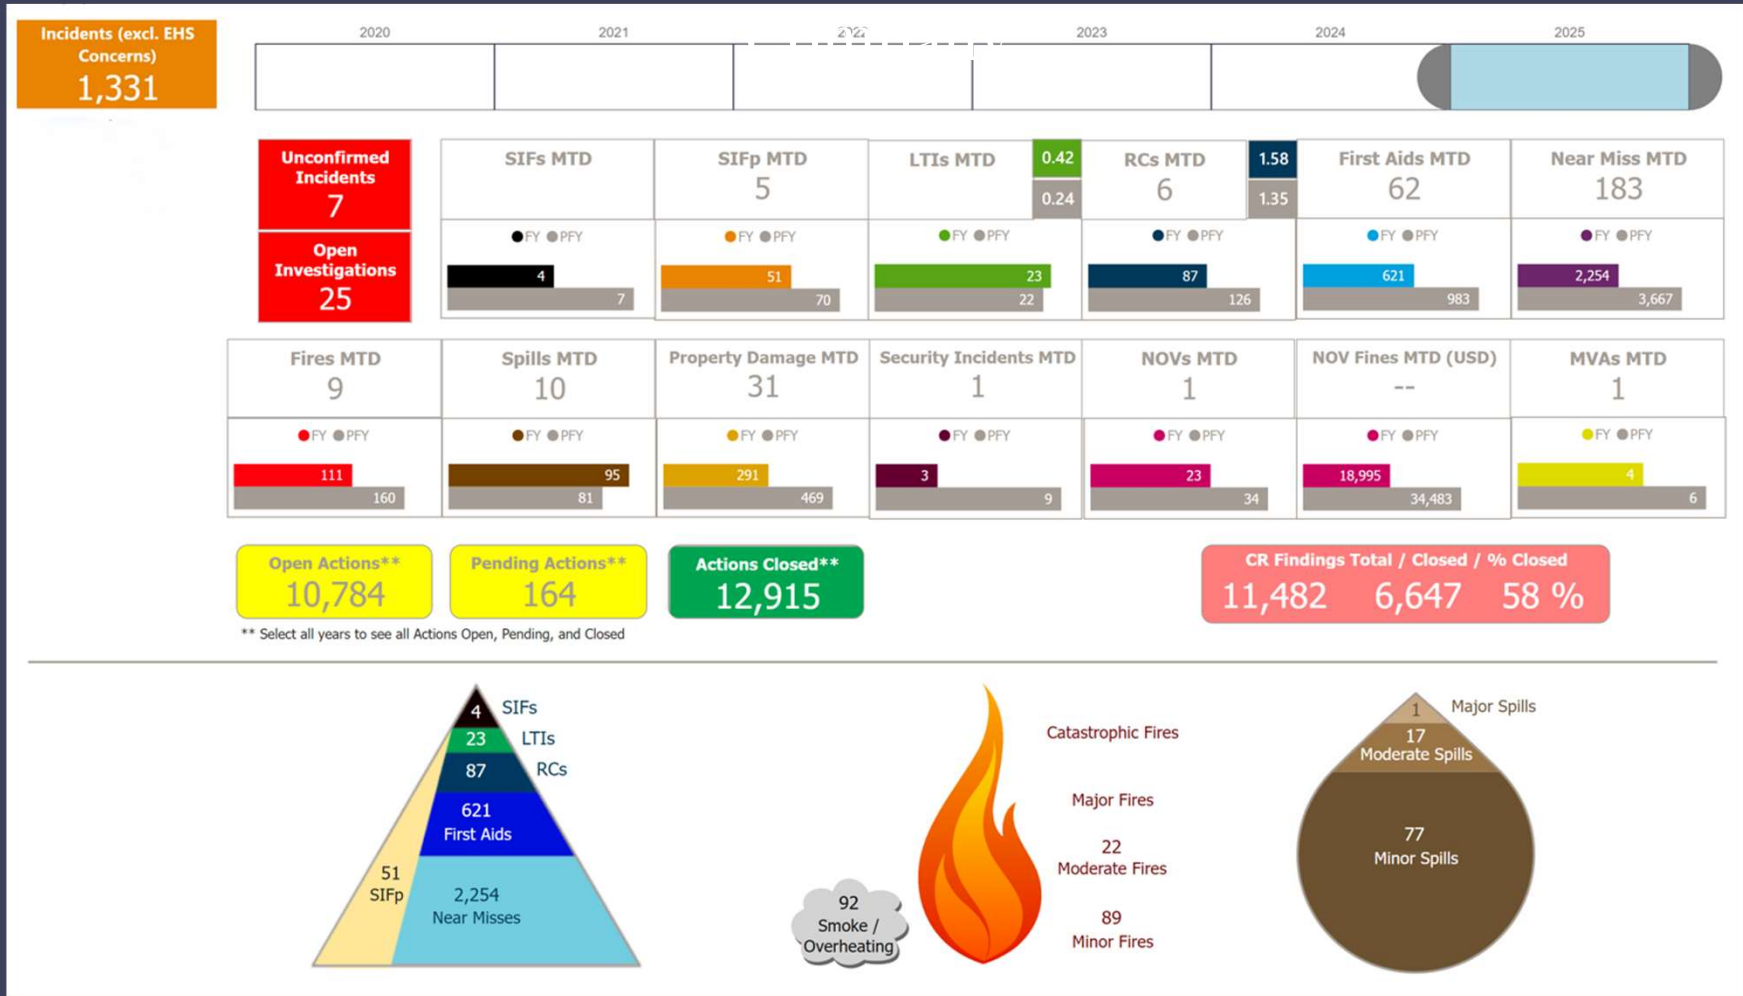 Incidents (excl. EHS
Concerns)
1,331
2020
2021
2022
2023
2024
2025
Unconfirmed
Incidents
7
Open
Investigations
25
SIFs MTD
FY PFY
4
7
SIFp MTD
5
FY PFY
51
70
LTIs MTD
0.42
0.24
FY PFY
23
22
RCs MTD
6
1.58
1.35
FY PFY
87
126
First Aids MTD
62
FY PFY
621
983
Near Miss MTD
183
FY PFY
2,254
3,667
Fires MTD
9
FY PFY
111
160
Spills MTD
10
FY PFY
95
81
Property Damage MTD
31
FY PFY
291
469
Security Incidents MTD
1
FY PFY
3
9
NOVs MTD
1
FY PFY
23
34
NOV Fines MTD (USD)
--
FY PFY
18,995
34,483
MVAs MTD
1
FY PFY
4
6
Open Actions**
10,784
Pending Actions**
164
Actions Closed**
12,915
CR Findings Total / Closed / % Closed
11,482 6,647 58 %
** Select all years to see all Actions Open, Pending, and Closed
4 SIFs
23 LTIs
87 RCs
621
First Aids
51
SIFp
2,254
Near Misses
92
Smoke /
Overheating
Catastrophic Fires
Major Fires
22
Moderate Fires
89
Minor Fires
1 Major Spills
17
Moderate Spills
77
Minor Spills